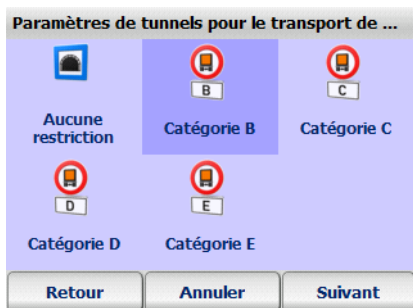 Paramètres de tunnels pour le transport de ...
B
C
Aucune restriction
Catégorie B
Catégorie C
D
E
Catégorie D
Catégorie E
Retour
Annuler
Suivant